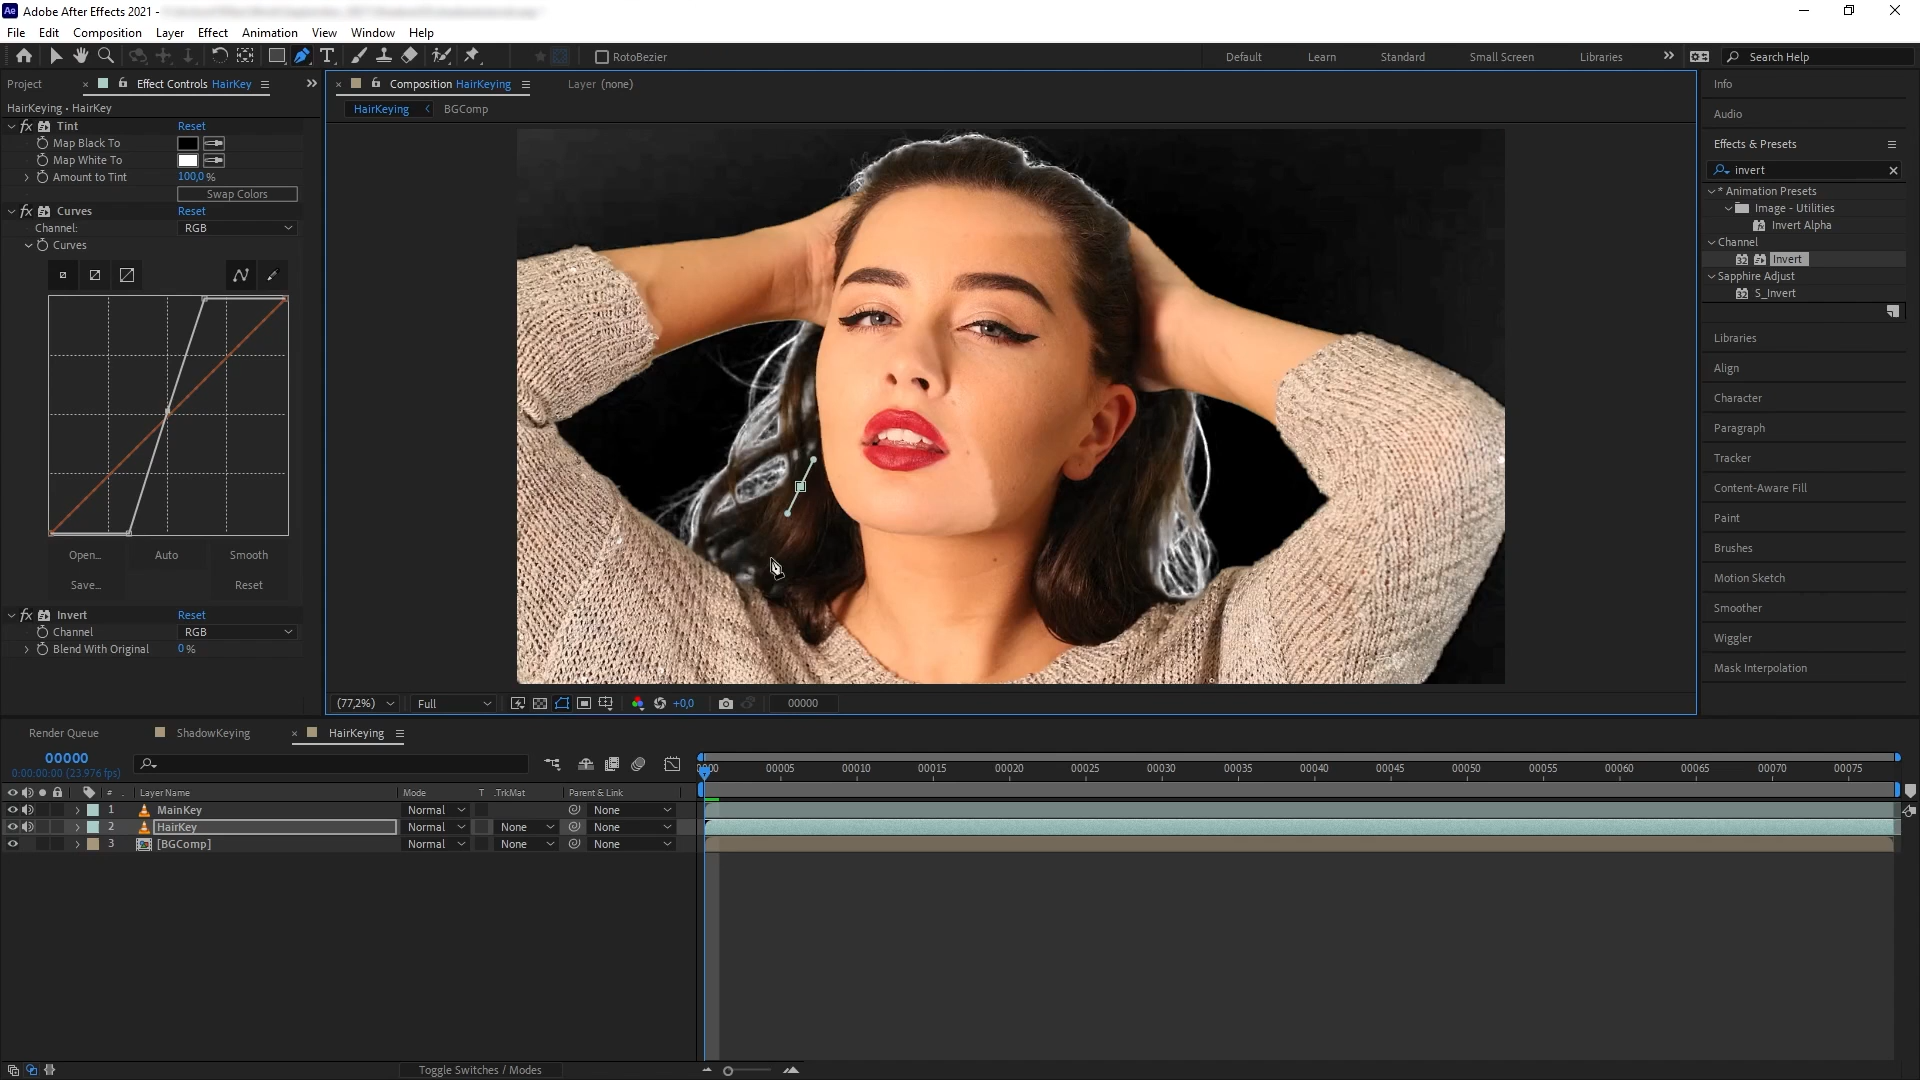 Ae Adobe After Effects 2021 -
File Edit Composition Layer Effect Animation View Window Help
RotoBezier
Default Learn Standard Small Screen Libraries
Search Help
Project
Effect Controls HairKey
HairKeying • HairKey
fx Tint Reset
Map Black To
Map White To
Amount to Tint 100,0 %
Swap Colors
fx Curves Reset
Channel: RGB
Curves
Open... Auto Smooth
Save... Reset
fx Invert Reset
Channel RGB
Blend With Original 0 %
Composition HairKeying
Layer (none)
HairKeying BGComp
(77,2%) Full +0,0 00000
Info
Audio
Effects & Presets
invert
* Animation Presets
Image - Utilities
Invert Alpha
Channel
32 Invert
Sapphire Adjust
32 S_Invert
Libraries
Align
Character
Paragraph
Tracker
Content-Aware Fill
Paint
Brushes
Motion Sketch
Smoother
Wiggler
Mask Interpolation
Render Queue ShadowKeying HairKeying
00000
0:00:00:00 (23.976 fps)
0000 00005 00010 00015 00020 00025 00030 00035 00040 00045 00050 00055 00060 00065 00070 00075
# Layer Name Mode T .TrkMat Parent & Link
1 MainKey Normal None
2 HairKey Normal None None
3 [BGComp] Normal None None
Toggle Switches / Modes